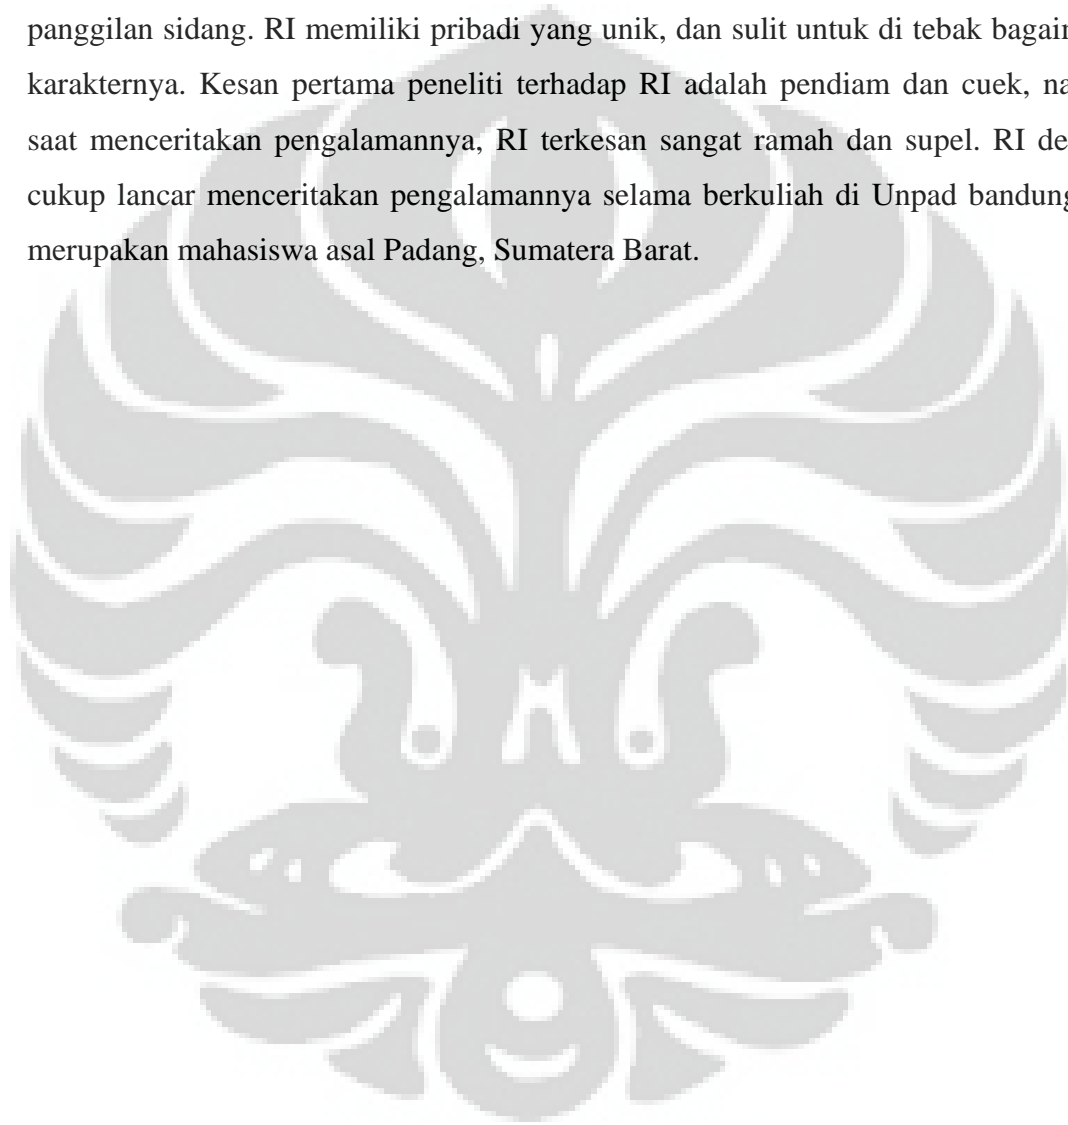 panggilan sidang. RI memiliki pribadi yang unik, dan sulit untuk di tebak bagain
karakternya. Kesan pertama peneliti terhadap RI adalah pendiam dan cuek, na
saat menceritakan pengalamannya, RI terkesan sangat ramah dan supel. RI de
cukup lancar menceritakan pengalamannya selama berkuliah di Unpad bandung
merupakan mahasiswa asal Padang, Sumatera Barat.